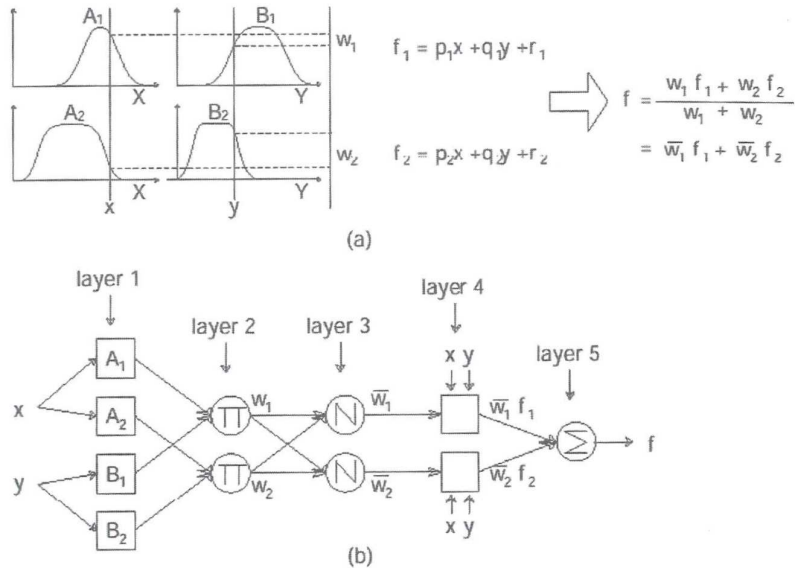 A₁
B₁
w₁
f₁ = p₁x +q₁y +r₁
X
Y
f = w₁ f₁ + w₂ f₂ / w₁ + w₂
= w̅₁ f₁ + w̅₂ f₂
A₂
B₂
w₂
f₂ = p₂x +q₂y +r₂
X
Y
x
y
(a)
layer 1
layer 2
layer 3
layer 4
layer 5
x y
A₁
x
A₂
Π
w₁
N
w̅₁
w̅₁ f₁
Σ
f
y
B₁
Π
w₂
N
w̅₂
w̅₂ f₂
B₂
x y
(b)